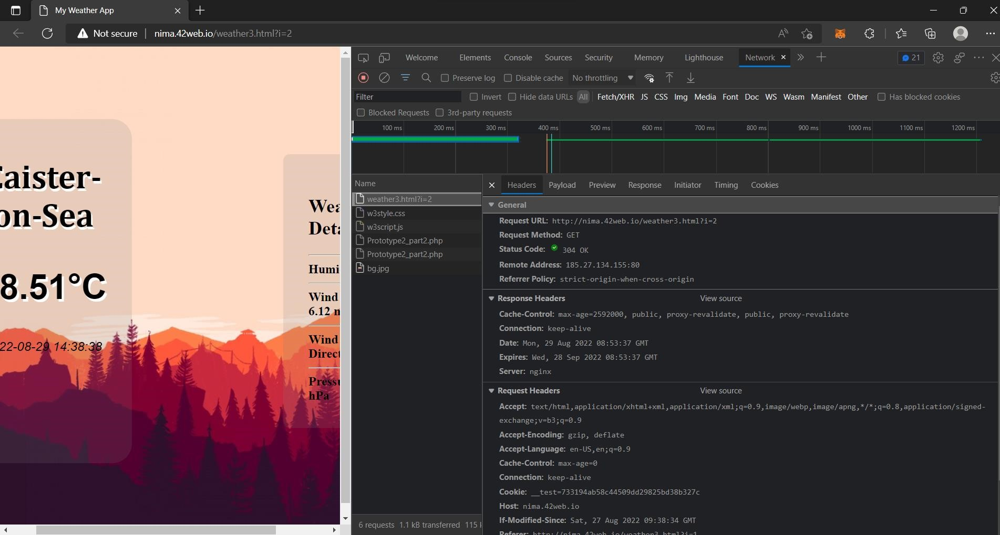 My Weather App
Not secure nima.42web.io/weather3.html?i=2
Caister-
on-Sea
8.51°C
22-08-29 14:38:38
Wea
Deta
Humi
Wind
6.12 m
Wind
Direct
Pressu
hPa
Welcome Elements Console Sources Security Memory Lighthouse Network 21
Preserve log Disable cache No throttling
Filter Invert Hide data URLs All Fetch/XHR JS CSS Img Media Font Doc WS Wasm Manifest Other Has blocked cookies
Blocked Requests 3rd-party requests
100 ms 200 ms 300 ms 400 ms 500 ms 600 ms 700 ms 800 ms 900 ms 1000 ms 1100 ms 1200 ms
Name
weather3.html?i=2
w3style.css
w3script.js
Prototype2_part2.php
Prototype2_part2.php
bg.jpg
6 requests 1.1 kB transferred 115 k
Headers Payload Preview Response Initiator Timing Cookies
General
Request URL: http://nima.42web.io/weather3.html?i=2
Request Method: GET
Status Code: 304 OK
Remote Address: 185.27.134.155:80
Referrer Policy: strict-origin-when-cross-origin
Response Headers View source
Cache-Control: max-age=2592000, public, proxy-revalidate, public, proxy-revalidate
Connection: keep-alive
Date: Mon, 29 Aug 2022 08:53:37 GMT
Expires: Wed, 28 Sep 2022 08:53:37 GMT
Server: nginx
Request Headers View source
Accept: text/html,application/xhtml+xml,application/xml;q=0.9,image/webp,image/apng,*/*;q=0.8,application/signed-
exchange;v=b3;q=0.9
Accept-Encoding: gzip, deflate
Accept-Language: en-US,en;q=0.9
Cache-Control: max-age=0
Connection: keep-alive
Cookie: __test=733194ab58c44509dd29825bd38b327c
Host: nima.42web.io
If-Modified-Since: Sat, 27 Aug 2022 09:38:34 GMT
Referer: http://nima.42web.io/weather3.html?i=1